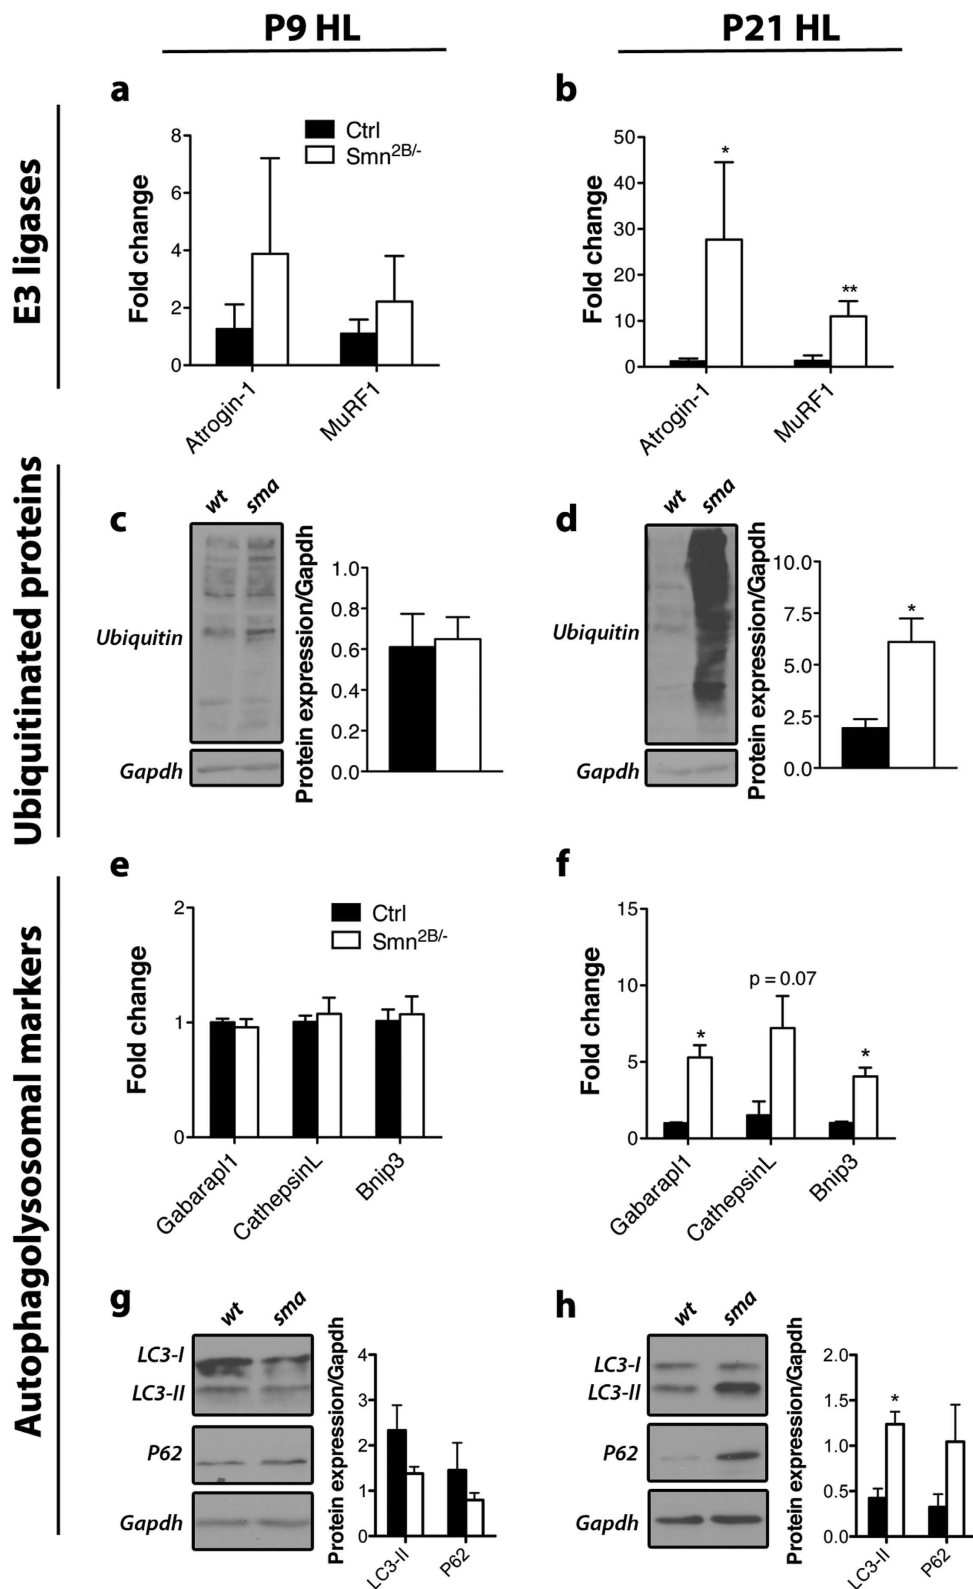 P9 HL
P21 HL
E3 ligases
a
Fold change
8
6
4
2
0
Ctrl
Smn2B/-
Atrogin-1
MuRF1
b
Fold change
50
40
30
20
10
0
*
**
Atrogin-1
MuRF1
Ubiquitinated proteins
c
wt
sma
Ubiquitin
Gapdh
Protein expression/Gapdh
1.0
0.8
0.6
0.4
0.2
0.0
d
wt
sma
Ubiquitin
Gapdh
Protein expression/Gapdh
10.0
7.5
5.0
2.5
0.0
*
Autophagolysosomal markers
e
Fold change
2
1
0
Ctrl
Smn2B/-
Gabarapl1
CathepsinL
Bnip3
f
Fold change
15
10
5
0
*
p = 0.07
*
Gabarapl1
CathepsinL
Bnip3
g
wt
sma
LC3-I
LC3-II
P62
Gapdh
Protein expression/Gapdh
4
3
2
1
0
LC3-II
P62
h
wt
sma
LC3-I
LC3-II
P62
Gapdh
Protein expression/Gapdh
2.0
1.5
1.0
0.5
0.0
*
LC3-II
P62